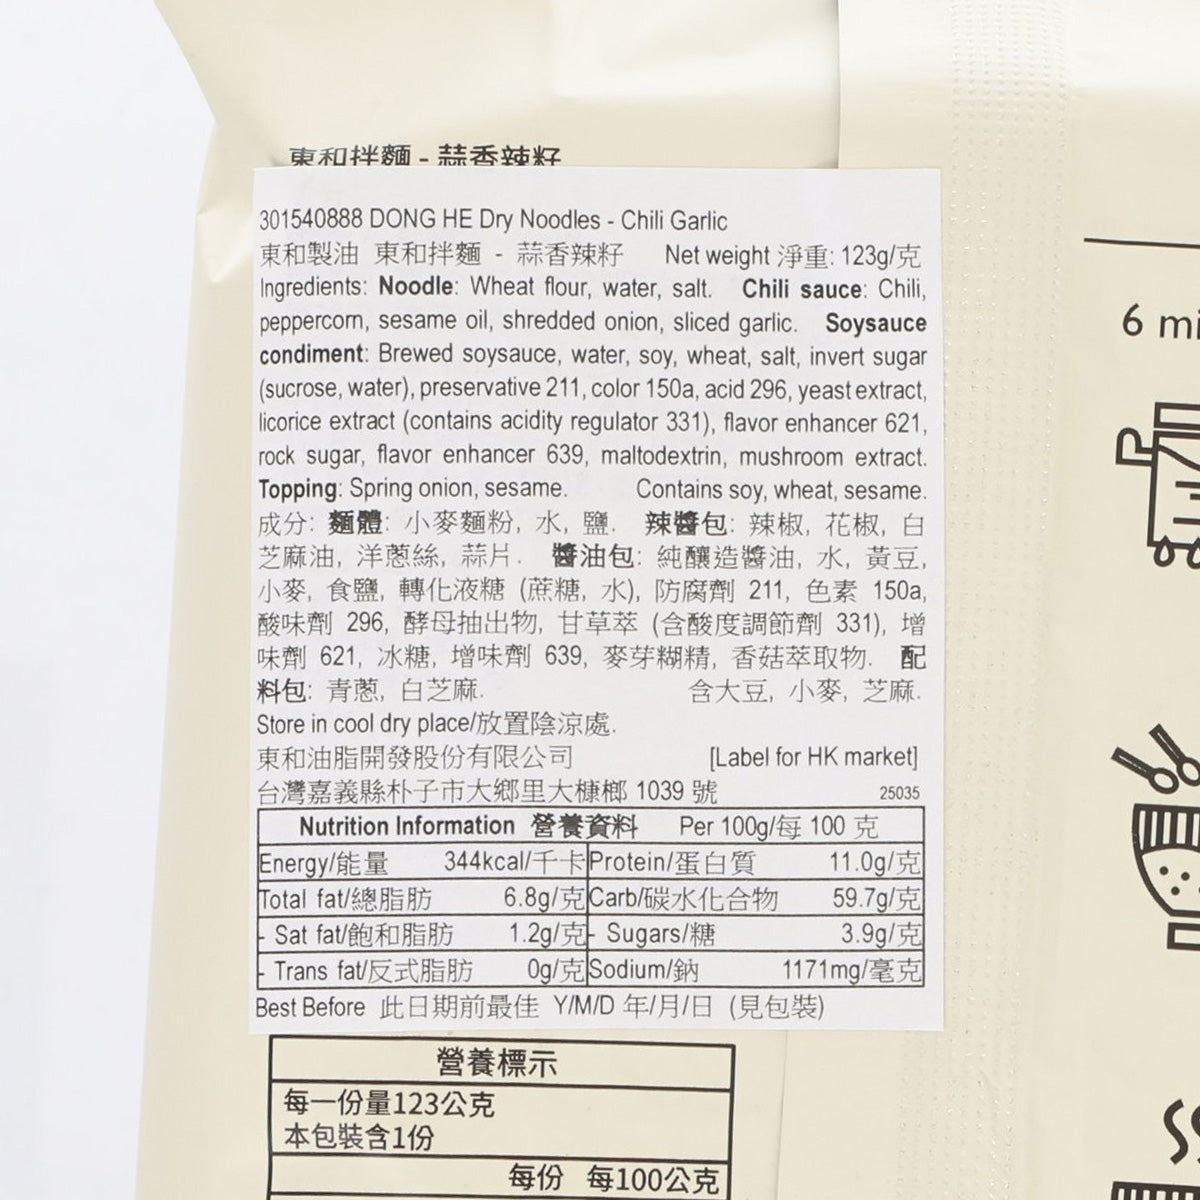 東和拌麵 - 蒜香辣籽
301540888 DONG HE Dry Noodles - Chili Garlic
東和製油 東和拌麵 - 蒜香辣籽 Net weight 淨重: 123g/克
Ingredients: Noodle: Wheat flour, water, salt. Chili sauce: Chili,
peppercorn, sesame oil, shredded onion, sliced garlic. Soysauce
condiment: Brewed soysauce, water, soy, wheat, salt, invert sugar
(sucrose, water), preservative 211, color 150a, acid 296, yeast extract,
licorice extract (contains acidity regulator 331), flavor enhancer 621,
rock sugar, flavor enhancer 639, maltodextrin, mushroom extract.
Topping: Spring onion, sesame. Contains soy, wheat, sesame.
成分: 麵體: 小麥麵粉, 水, 鹽. 辣醬包: 辣椒, 花椒, 白
芝麻油, 洋蔥絲, 蒜片. 醬油包: 純釀造醬油, 水, 黃豆,
小麥, 食鹽, 轉化液糖 (蔗糖, 水), 防腐劑 211, 色素 150a,
酸味劑 296, 酵母抽出物, 甘草萃 (含酸度調節劑 331), 增
味劑 621, 冰糖, 增味劑 639, 麥芽糊精, 香菇萃取物. 配
料包: 青蔥, 白芝麻. 含大豆, 小麥, 芝麻.
Store in cool dry place/放置陰涼處.
東和油脂開發股份有限公司 [Label for HK market]
台灣嘉義縣朴子市大鄉里大槺榔 1039 號 25035
Nutrition Information 營養資料 Per 100g/每 100 克
Energy/能量 344kcal/千卡 Protein/蛋白質 11.0g/克
Total fat/總脂肪 6.8g/克 Carb/碳水化合物 59.7g/克
- Sat fat/飽和脂肪 1.2g/克 - Sugars/糖 3.9g/克
- Trans fat/反式脂肪 0g/克 Sodium/鈉 1171mg/毫克
Best Before 此日期前最佳 Y/M/D 年/月/日 (見包裝)
營養標示
每一份量123公克
本包裝含1份
每份 每100公克
6 mi